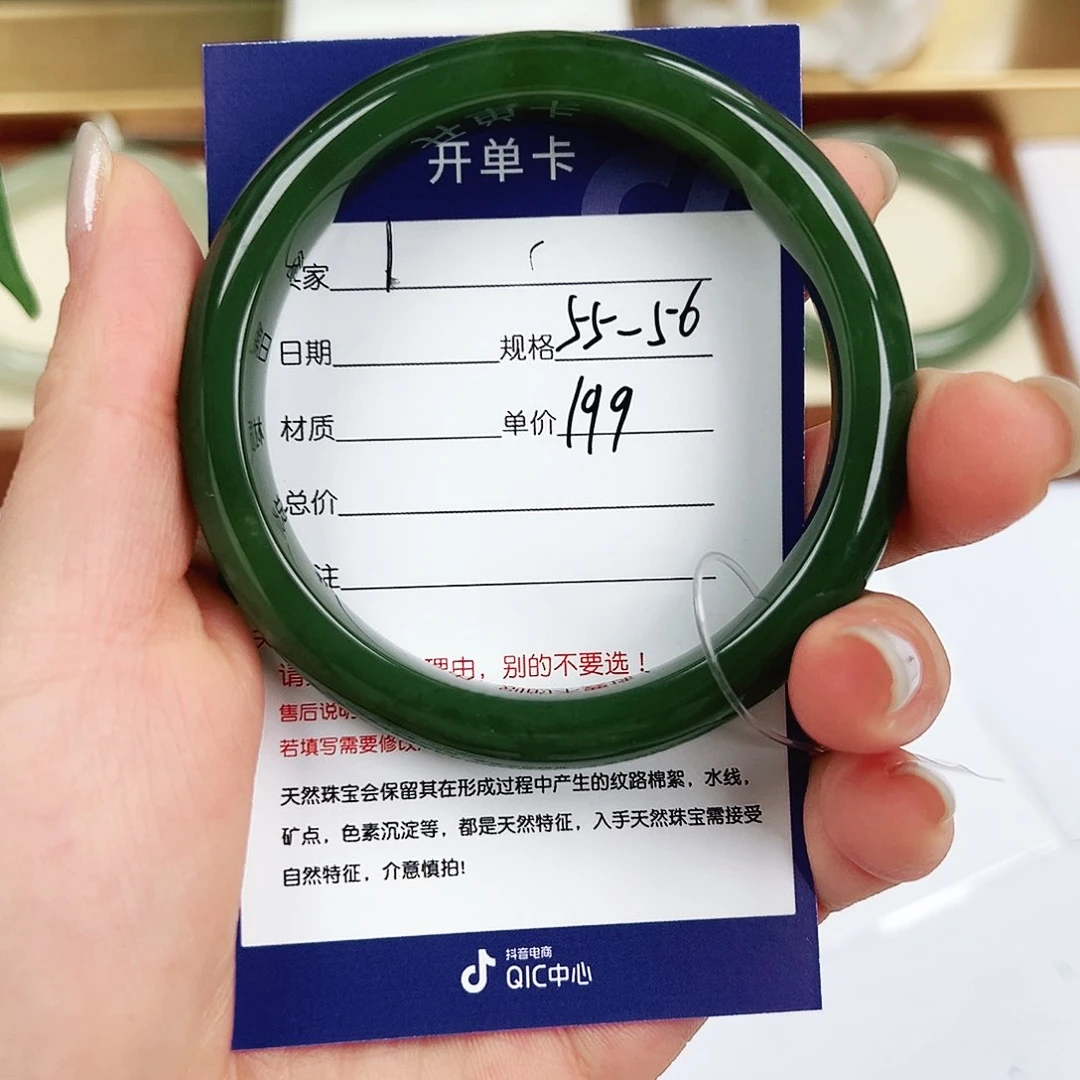 开单卡
家
日期 规格 55-56
材质 单价 199
总价
注
请 理由，别的不要选！
售后说明
若填写需要修改
天然珠宝会保留其在形成过程中产生的纹路棉絮，水线，
矿点，色素沉淀等，都是天然特征，入手天然珠宝需接受
自然特征，介意慎拍!
抖音电商
QIC中心